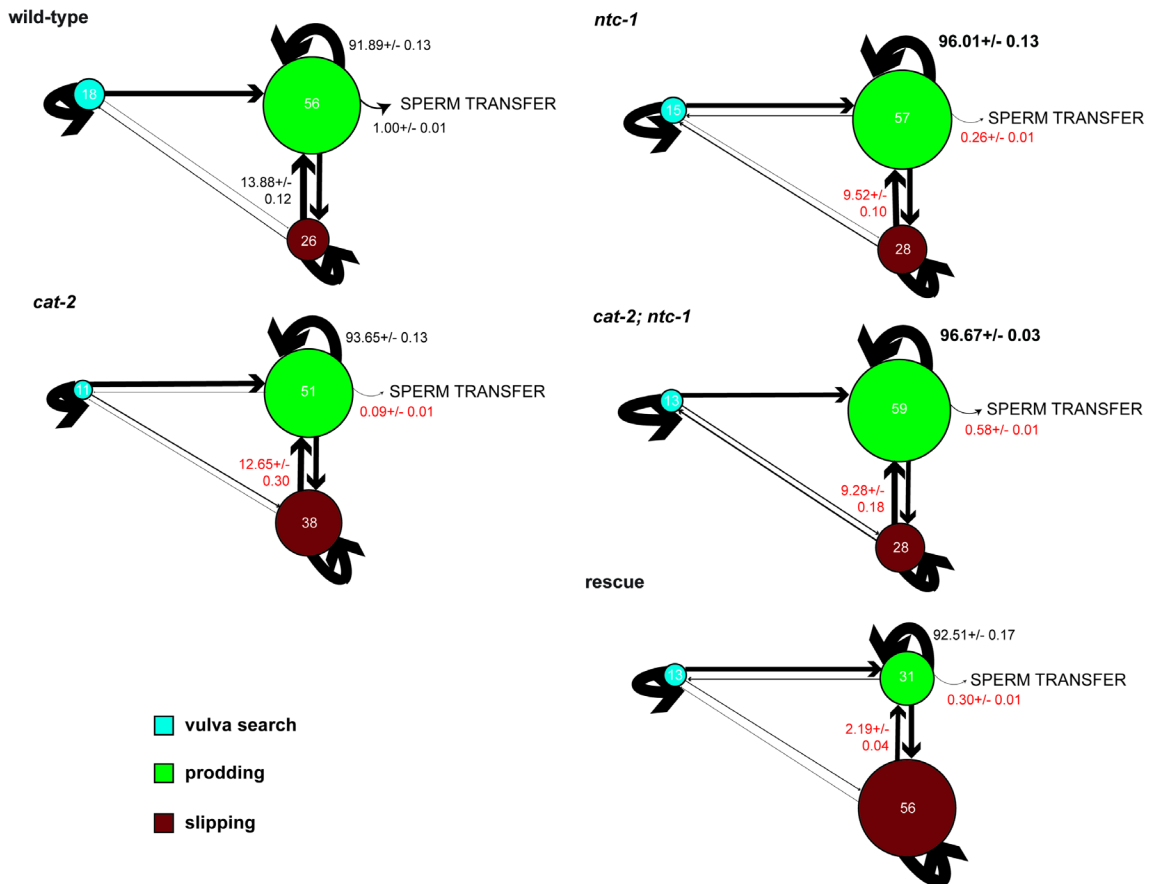 wild-type
91.89+/- 0.13
18
56
SPERM TRANSFER
1.00+/- 0.01
13.88+/-
0.12
26
ntc-1
96.01+/- 0.13
15
57
SPERM TRANSFER
0.26+/- 0.01
9.52+/-
0.10
28
cat-2
93.65+/- 0.13
11
51
SPERM TRANSFER
0.09+/- 0.01
12.65+/-
0.30
38
cat-2; ntc-1
96.67+/- 0.03
13
59
SPERM TRANSFER
0.58+/- 0.01
9.28+/-
0.18
28
rescue
92.51+/- 0.17
13
31
SPERM TRANSFER
0.30+/- 0.01
2.19+/-
0.04
56
vulva search
prodding
slipping